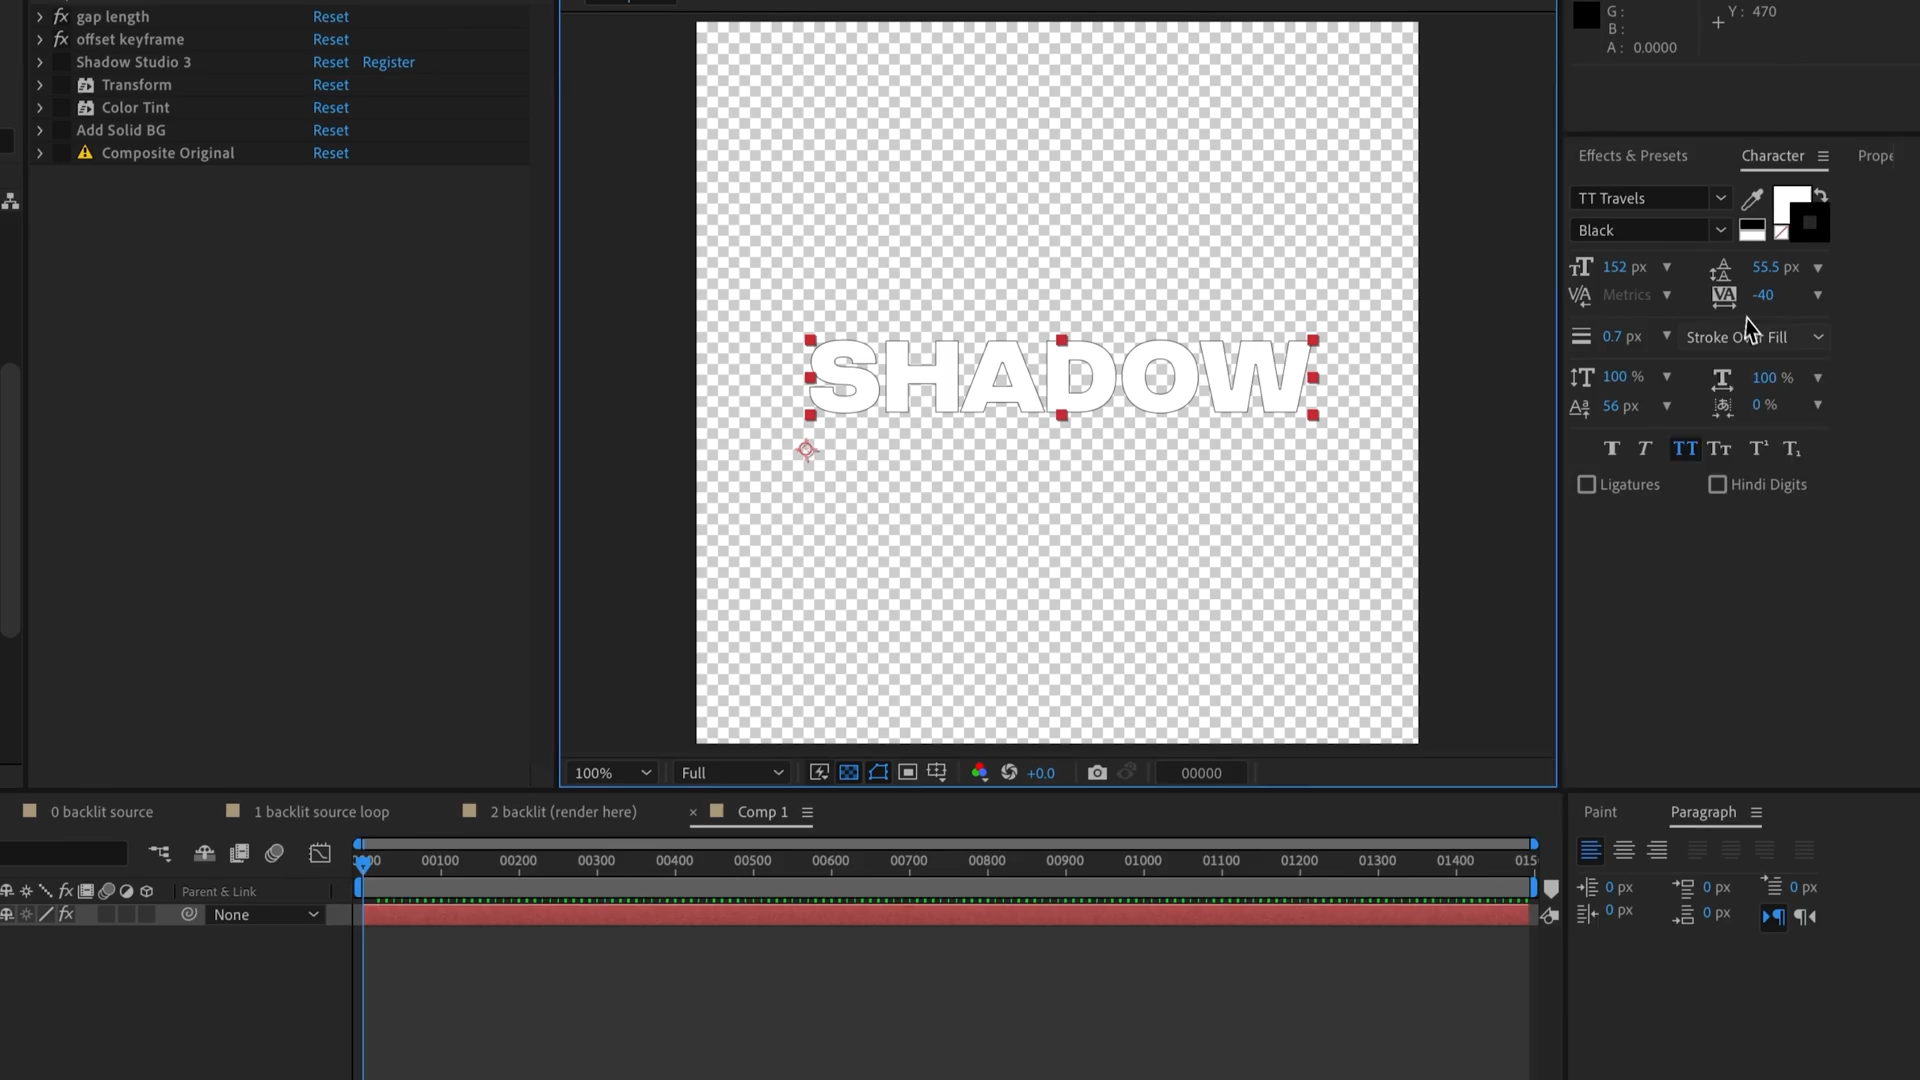 gap length Reset
offset keyframe Reset
Shadow Studio 3 Reset Register
Transform Reset
Color Tint Reset
Add Solid BG Reset
Composite Original Reset
G :
B :
A : 0.0000
Y : 470
Effects & Presets Character
TT Travels
Black
152 px 55.5 px
Metrics -40
0.7 px Stroke Fill
100 % 100 %
56 px 0 %
Ligatures Hindi Digits
SHADOW
100% Full +0.0 00000
0 backlit source 1 backlit source loop 2 backlit (render here) × Comp 1
00100 00200 00300 00400 00500 00600 00700 00800 00900 01000 01100 01200 01300 01400
Parent & Link
None
Paint Paragraph
0 px 0 px 0 px
0 px 0 px